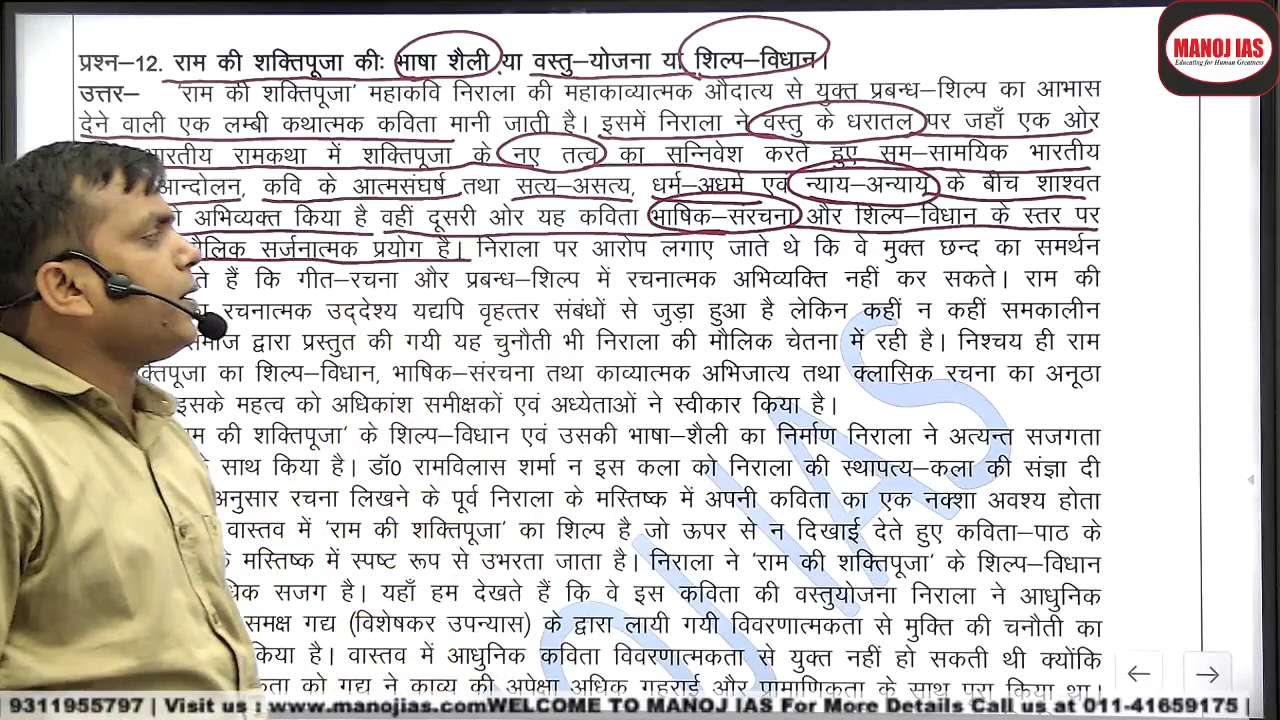 प्रश्न–12. राम की शक्तिपूजा कीः भाषा शैली या वस्तु–योजना या शिल्प–विधान।
MANOJ IAS
Educating for Human Greatness
उत्तर– 'राम की शक्तिपूजा' महाकवि निराला की महाकाव्यात्मक औदात्य से युक्त प्रबन्ध–शिल्प का आभास
देने वाली एक लम्बी कथात्मक कविता मानी जाती है। इसमें निराला ने वस्तु के धरातल पर जहाँ एक ओर
भारतीय रामकथा में शक्तिपूजा के नए तत्व का सन्निवेश करते हुए सम–सामयिक भारतीय
आन्दोलन, कवि के आत्मसंघर्ष तथा सत्य–असत्य, धर्म–अधर्म एवं न्याय–अन्याय के बीच शाश्वत
अभिव्यक्त किया है वहीं दूसरी ओर यह कविता भाषिक–संरचना और शिल्प–विधान के स्तर पर
सर्जनात्मक प्रयोग है। निराला पर आरोप लगाए जाते थे कि वे मुक्त छन्द का समर्थन
हैं कि गीत–रचना और प्रबन्ध–शिल्प में रचनात्मक अभिव्यक्ति नहीं कर सकते। राम की
रचनात्मक उद्देश्य यद्यपि वृहत्तर संबंधों से जुड़ा हुआ है लेकिन कहीं न कहीं समकालीन
समाज द्वारा प्रस्तुत की गयी यह चुनौती भी निराला की मौलिक चेतना में रही है। निश्चय ही राम
का शिल्प–विधान, भाषिक–संरचना तथा काव्यात्मक अभिजात्य तथा क्लासिक रचना का अनूठा
इसके महत्व को अधिकांश समीक्षकों एवं अध्येताओं ने स्वीकार किया है।
की शक्तिपूजा' के शिल्प–विधान एवं उसकी भाषा–शैली का निर्माण निराला ने अत्यन्त सजगता
साथ किया है। डॉ0 रामविलास शर्मा न इस कला को निराला की स्थापत्य–कला की संज्ञा दी
अनुसार रचना लिखने के पूर्व निराला के मस्तिष्क में अपनी कविता का एक नक्शा अवश्य होता
वास्तव में 'राम की शक्तिपूजा' का शिल्प है जो ऊपर से न दिखाई देते हुए कविता–पाठ के
मस्तिष्क में स्पष्ट रूप से उभरता जाता है। निराला ने 'राम की शक्तिपूजा' के शिल्प–विधान
सजग है। यहाँ हम देखते हैं कि वे इस कविता की वस्तुयोजना निराला ने आधुनिक
समक्ष गद्य (विशेषकर उपन्यास) के द्वारा लायी गयी विवरणात्मकता से मुक्ति की चनौती का
किया है। वास्तव में आधुनिक कविता विवरणात्मकता से युक्त नहीं हो सकती थी क्योंकि
को गद्य ने काव्य की अपेक्षा अधिक गहराई और प्रामाणिकता के साथ परा किया था।
9311955797 | Visit us : www.manojias.comWELCOME TO MANOJ IAS For More Details Call us at 011-41659175 |